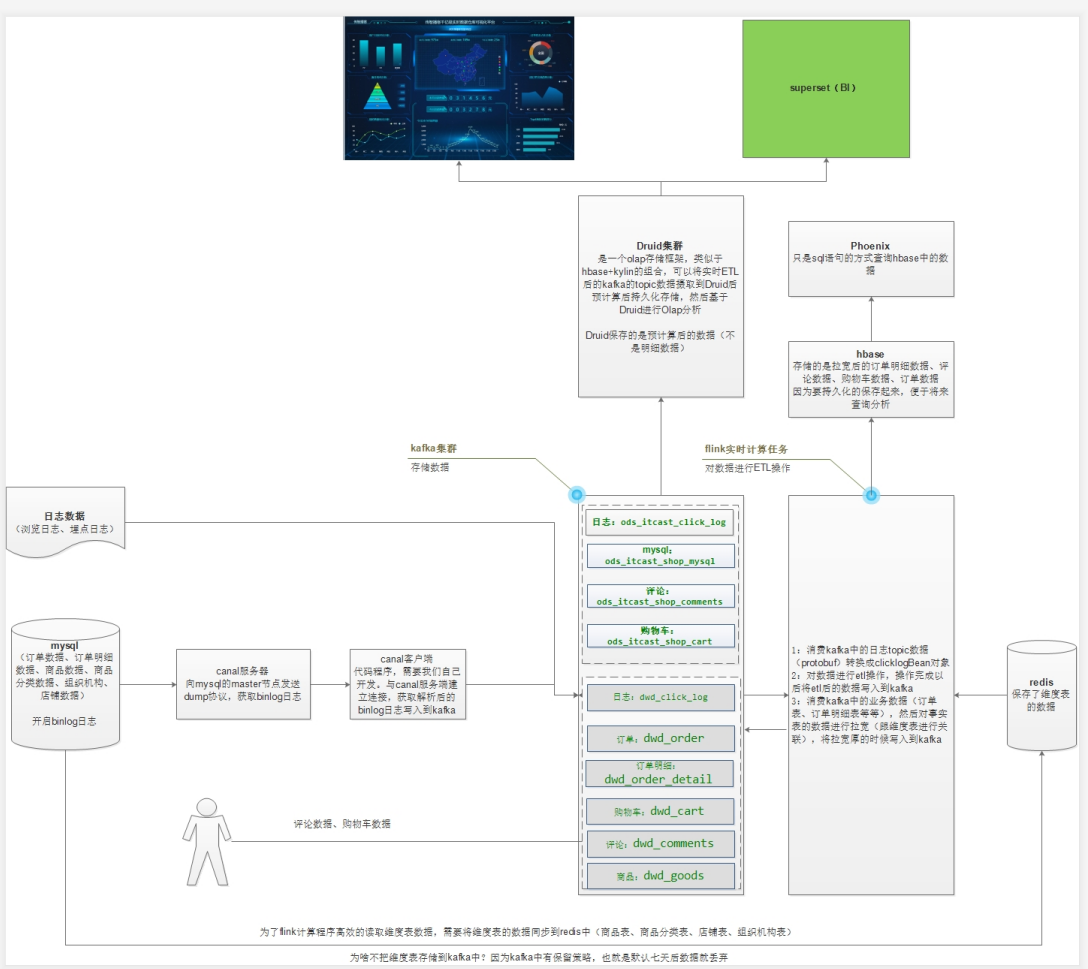 superset（BI）
Druid集群
是一个olap存储框架，类似于
hbase+kylin的组合，可以将实时ETL
后的kafka的topic数据摄取到Druid后
预计算后持久化存储，然后基于
Druid进行Olap分析
Druid保存的是预计算后的数据（不
是明细数据）
Phoenix
只是sql语句的方式查询hbase中的数
据
hbase
存储的是拉宽后的订单明细数据、评
论数据、购物车数据、订单数据
因为要持久化的保存起来，便于将来
查询分析
kafka集群
存储数据
flink实时计算任务
对数据进行ETL操作
日志数据
（浏览日志、埋点日志）
日志：ods_itcast_click_log
mysql：
ods_itcast_shop_mysql
评论：
ods_itcast_shop_comments
购物车：
ods_itcast_shop_cart
mysql
（订单数据、订单明细
数据、商品数据、商品
分类数据、组织机构、
店铺数据）
开启binlog日志
canal服务器
向mysql的master节点发送
dump协议，获取binlog日志
canal客户端
代码程序，需要我们自己
开发，与canal服务端建
立连接，获取解析后的
binlog日志写入到kafka
日志：dwd_click_log
订单：dwd_order
订单明细：
dwd_order_detail
购物车：dwd_cart
评论：dwd_comments
商品：dwd_goods
1：消费kafka中的日志topic数据
（protobuf）转换成clicklogBean对象
2：对数据进行etl操作，操作完成以
后将etl后的数据写入到kafka
3：消费kafka中的业务数据（订单
表、订单明细表等等），然后对事实
表的数据进行拉宽（跟维度表进行关
联），将拉宽厚的时候写入到kafka
redis
保存了维度表
的数据
评论数据、购物车数据
为了flink计算程序高效的读取维度表数据，需要将维度表的数据同步到redis中（商品表、商品分类表、店铺表、组织机构表）
为啥不把维度表存储到kafka中？因为kafka中有保留策略，也就是默认七天后数据就丢弃